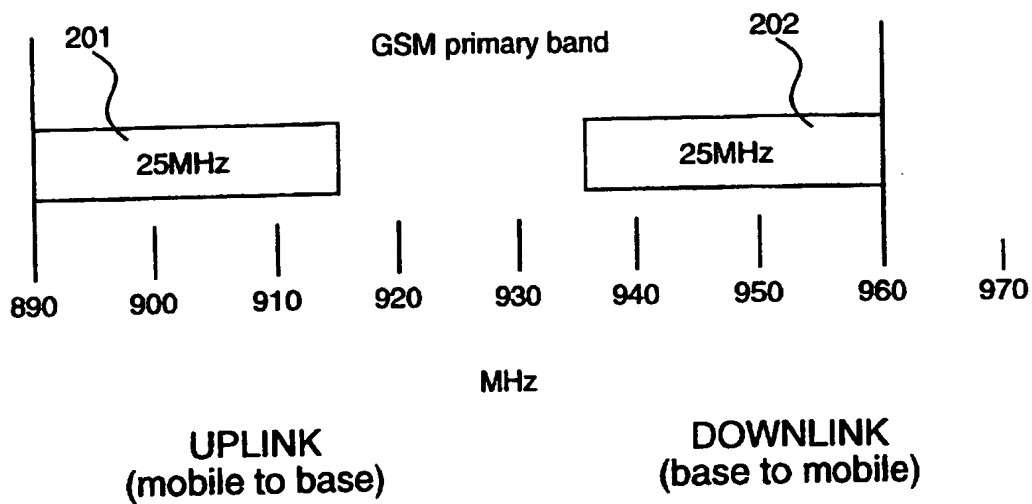 201
GSM primary band
202
25MHz
25MHz
890
900
910
920
930
940
950
960
970
MHz
UPLINK
(mobile to base)
DOWNLINK
(base to mobile)